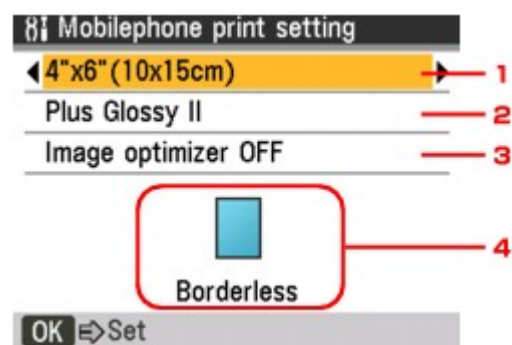 Mobilephone print setting
4"x6"(10x15cm) 1
Plus Glossy II 2
Image optimizer OFF 3
4
Borderless
OK Set